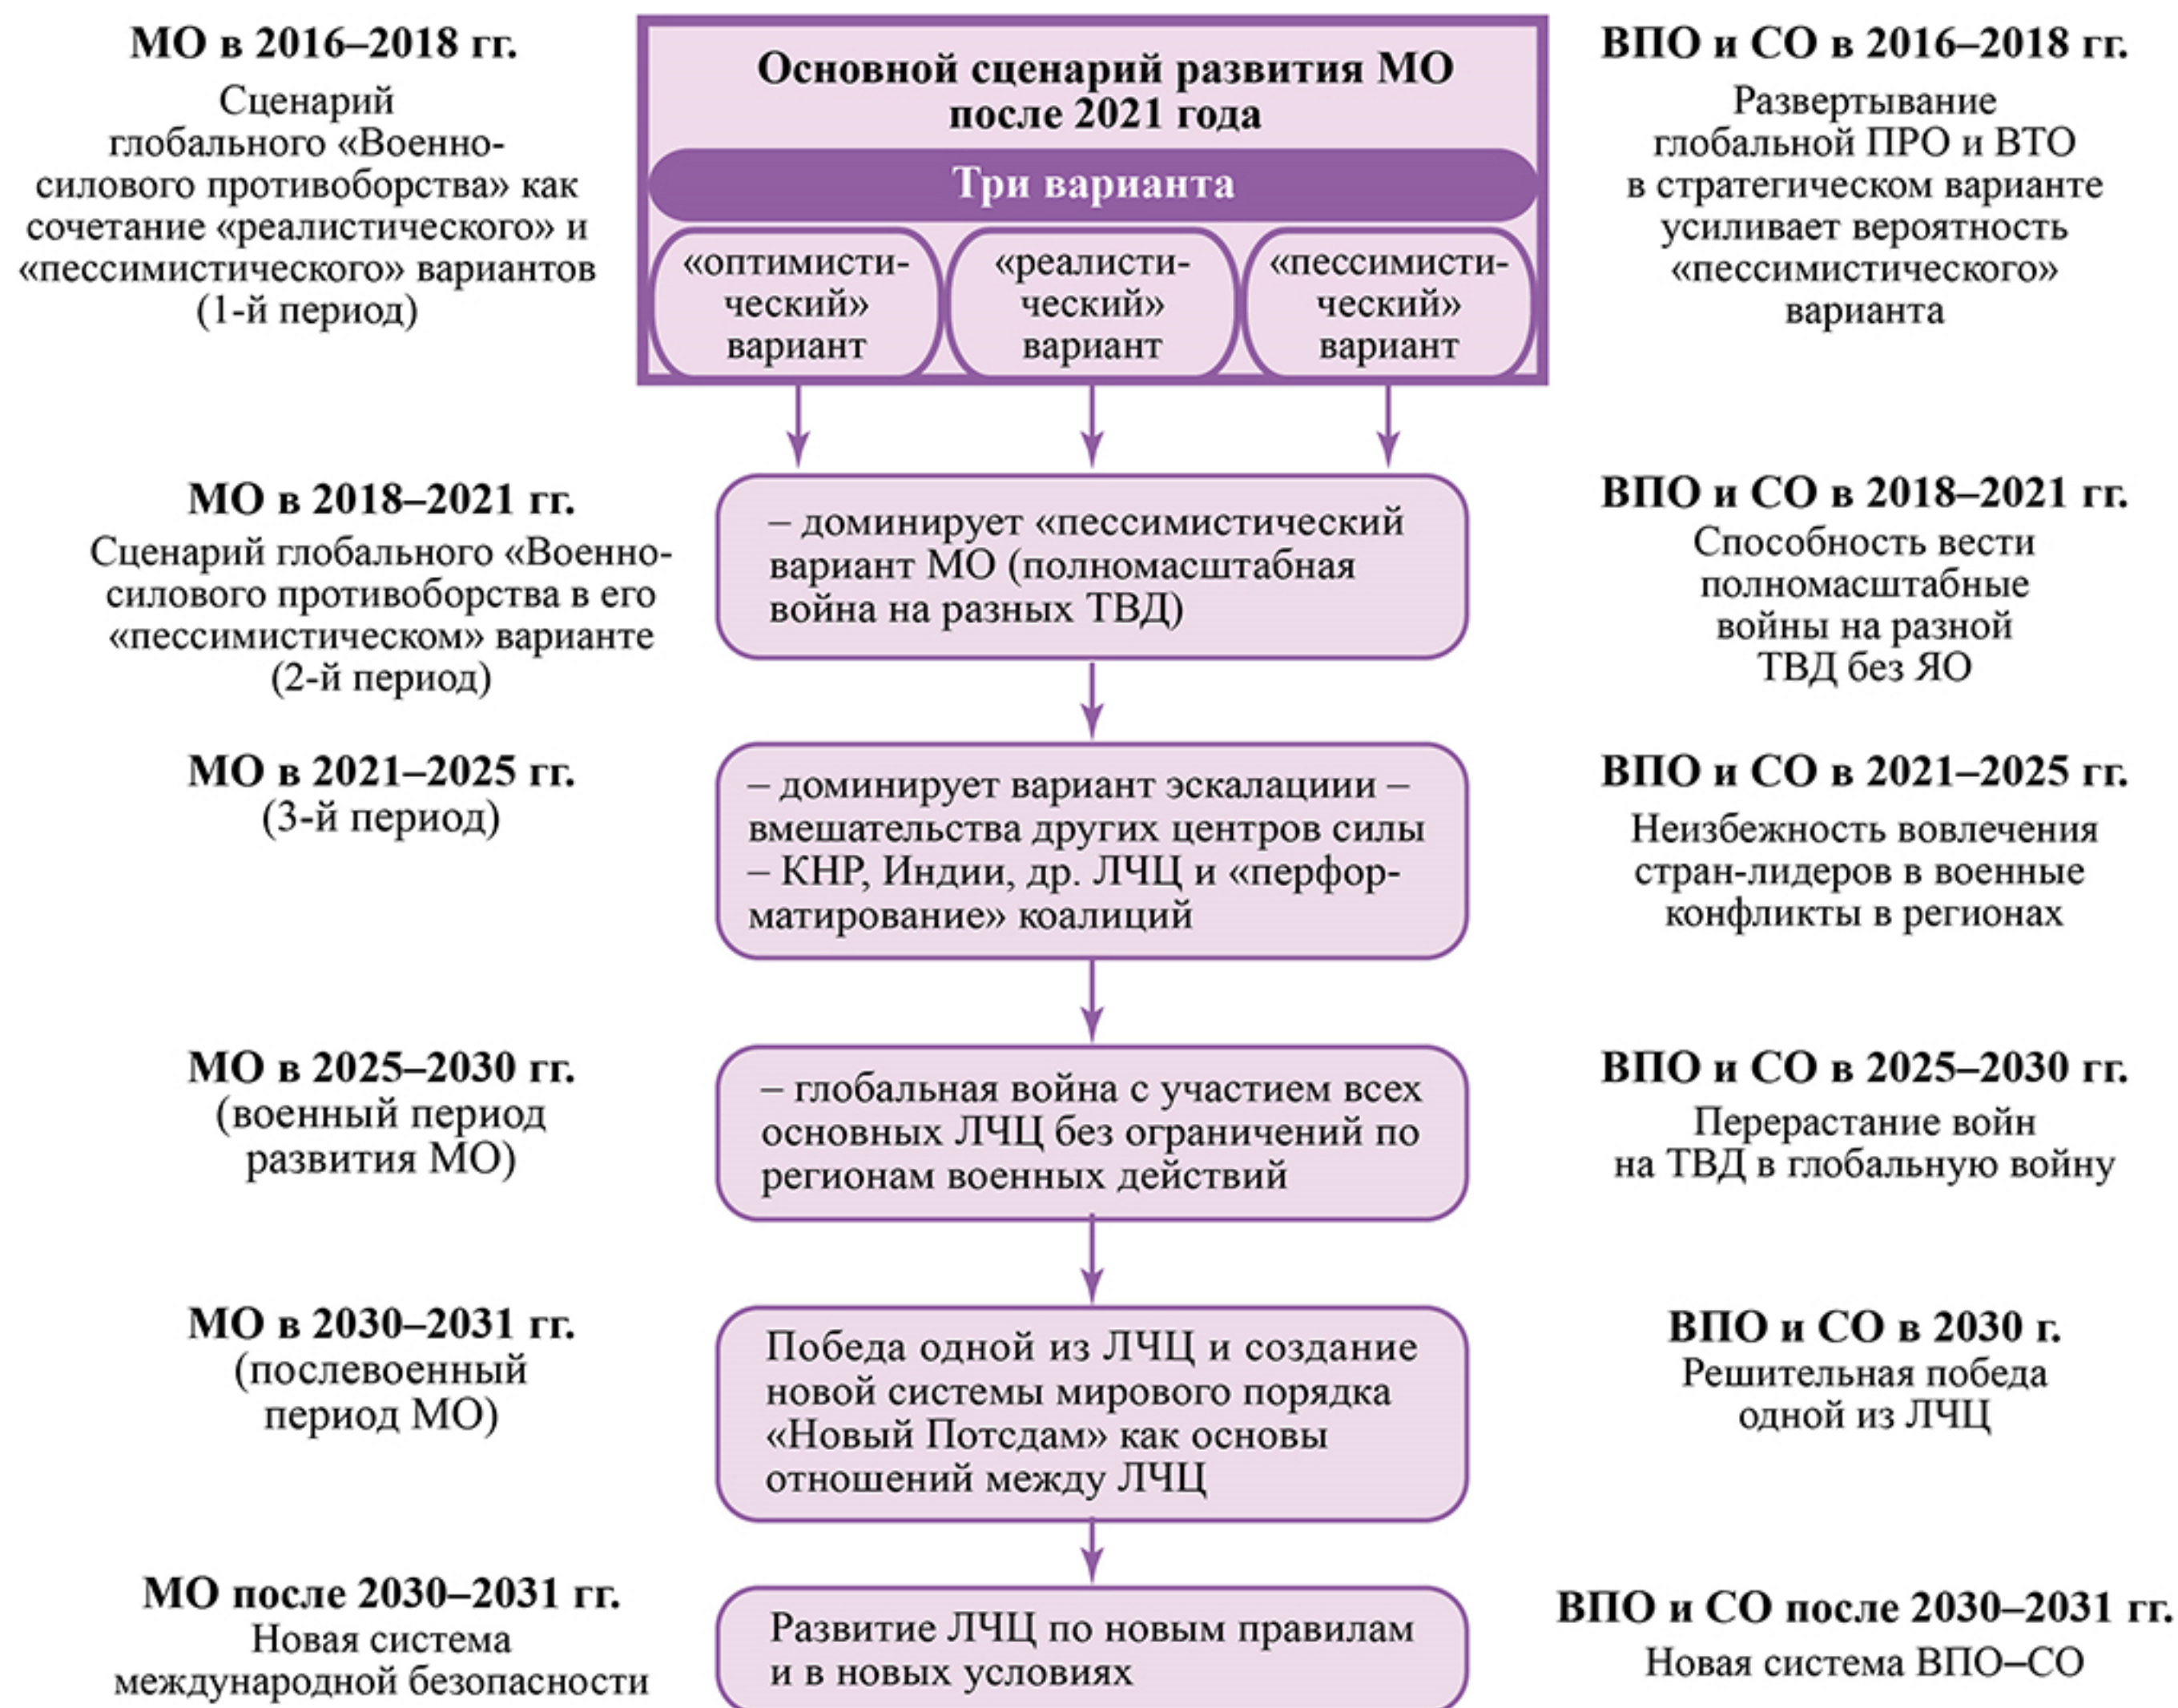 МО в 2016–2018 гг.
Сценарий
глобального «Военно-
силового противоборства» как
сочетание «реалистического» и
«пессимистического» вариантов
(1-й период)
Основной сценарий развития МО
после 2021 года
Три варианта
«оптимисти-
ческий»
вариант
«реалисти-
ческий»
вариант
«пессимисти-
ческий»
вариант
ВПО и СО в 2016–2018 гг.
Развертывание
глобальной ПРО и ВТО
в стратегическом варианте
усиливает вероятность
«пессимистического»
варианта
МО в 2018–2021 гг.
Сценарий глобального «Военно-
силового противоборства в его
«пессимистическом» варианте
(2-й период)
– доминирует «пессимистический
вариант МО (полномасштабная
война на разных ТВД)
ВПО и СО в 2018–2021 гг.
Способность вести
полномасштабные
войны на разной
ТВД без ЯО
МО в 2021–2025 гг.
(3-й период)
– доминирует вариант эскалациии –
вмешательства других центров силы
– КНР, Индии, др. ЛЧЦ и «перфор-
матирование» коалиций
ВПО и СО в 2021–2025 гг.
Неизбежность вовлечения
стран-лидеров в военные
конфликты в регионах
МО в 2025–2030 гг.
(военный период
развития МО)
– глобальная война с участием всех
основных ЛЧЦ без ограничений по
регионам военных действий
ВПО и СО в 2025–2030 гг.
Перерастание войн
на ТВД в глобальную войну
МО в 2030–2031 гг.
(послевоенный
период МО)
Победа одной из ЛЧЦ и создание
новой системы мирового порядка
«Новый Потсдам» как основы
отношений между ЛЧЦ
ВПО и СО в 2030 г.
Решительная победа
одной из ЛЧЦ
МО после 2030–2031 гг.
Новая система
международной безопасности
Развитие ЛЧЦ по новым правилам
и в новых условиях
ВПО и СО после 2030–2031 гг.
Новая система ВПО–СО